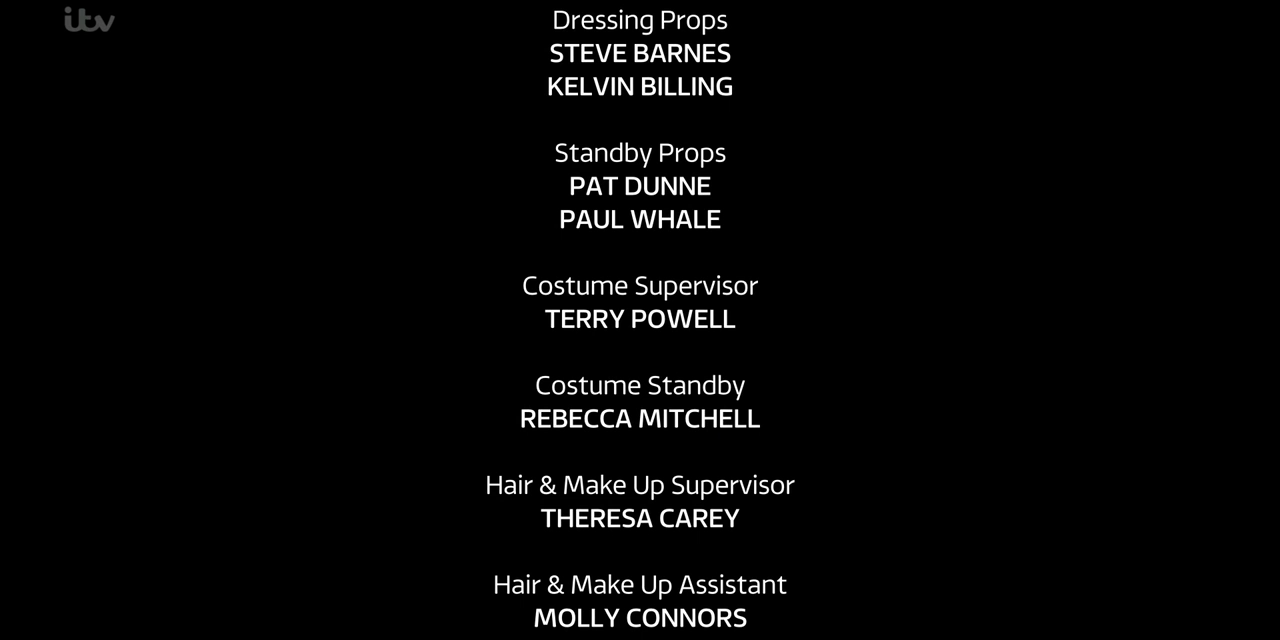 itv
Dressing Props
STEVE BARNES
KELVIN BILLING
Standby Props
PAT DUNNE
PAUL WHALE
Costume Supervisor
TERRY POWELL
Costume Standby
REBECCA MITCHELL
Hair & Make Up Supervisor
THERESA CAREY
Hair & Make Up Assistant
MOLLY CONNORS